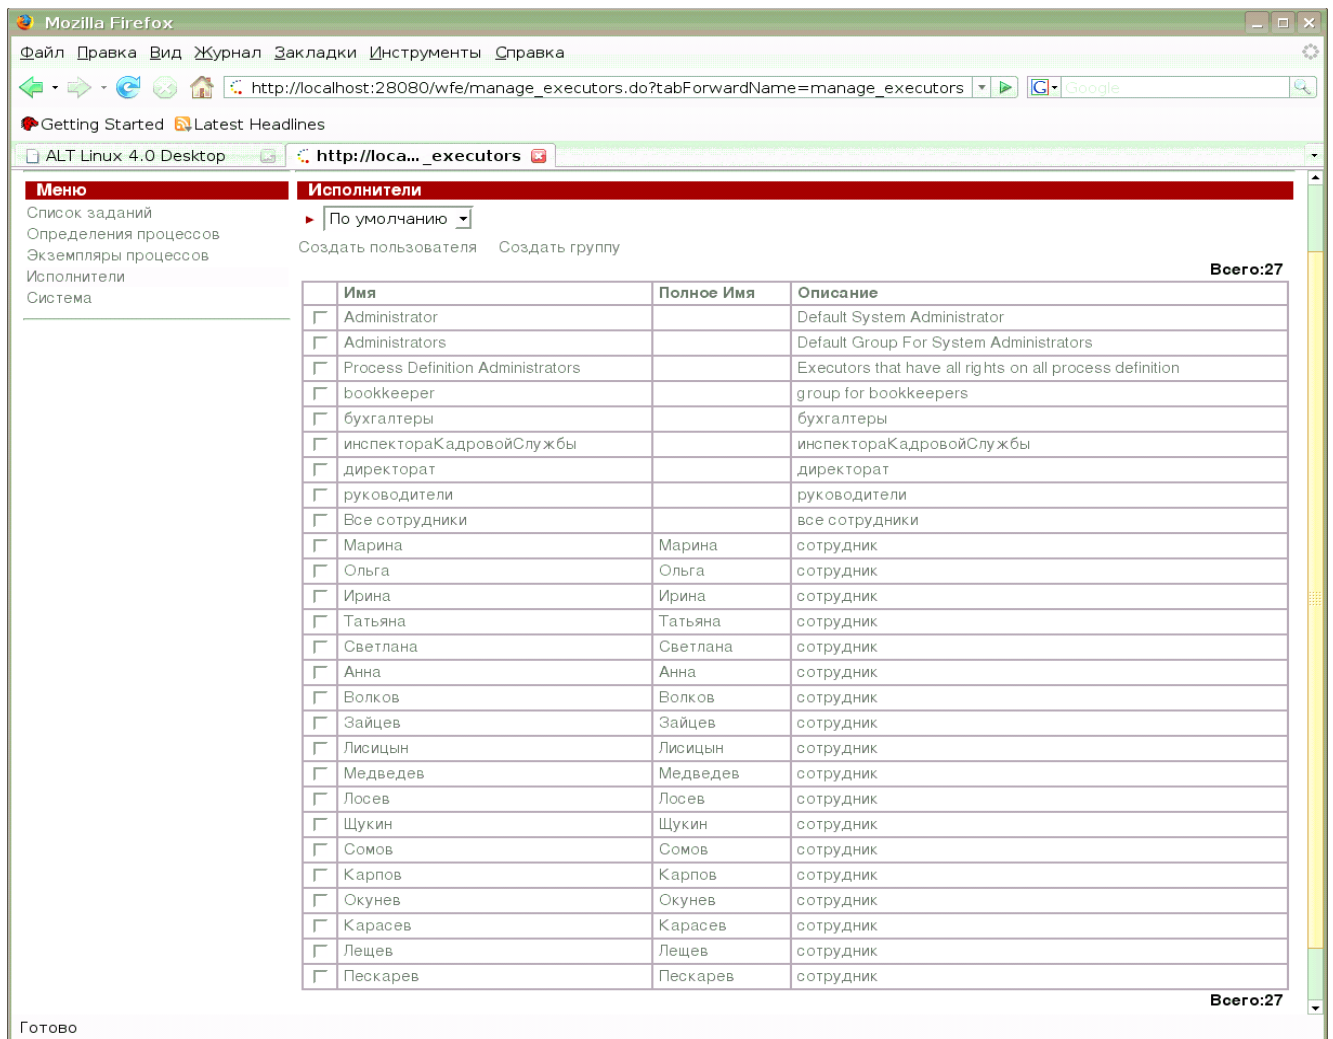 Mozilla Firefox
Файл Правка Вид Журнал Закладки Инструменты Справка
http://localhost:28080/wfe/manage_executors.do?tabForwardName=manage_executors G Google
Getting Started Latest Headlines
ALT Linux 4.0 Desktop http://loca..._executors
Меню
Список заданий
Определения процессов
Экземпляры процессов
Исполнители
Система
Исполнители
По умолчанию
Создать пользователя Создать группу
Всего:27
Имя Полное Имя Описание
Administrator Default System Administrator
Administrators Default Group For System Administrators
Process Definition Administrators Executors that have all rights on all process definition
bookkeeper group for bookkeepers
бухгалтеры бухгалтеры
инспектораКадровойСлужбы инспектораКадровойСлужбы
директорат директорат
руководители руководители
Все сотрудники все сотрудники
Марина Марина сотрудник
Ольга Ольга сотрудник
Ирина Ирина сотрудник
Татьяна Татьяна сотрудник
Светлана Светлана сотрудник
Анна Анна сотрудник
Волков Волков сотрудник
Зайцев Зайцев сотрудник
Лисицын Лисицын сотрудник
Медведев Медведев сотрудник
Лосев Лосев сотрудник
Щукин Щукин сотрудник
Сомов Сомов сотрудник
Карпов Карпов сотрудник
Окунев Окунев сотрудник
Карасев Карасев сотрудник
Лещев Лещев сотрудник
Пескарев Пескарев сотрудник
Всего:27
Готово